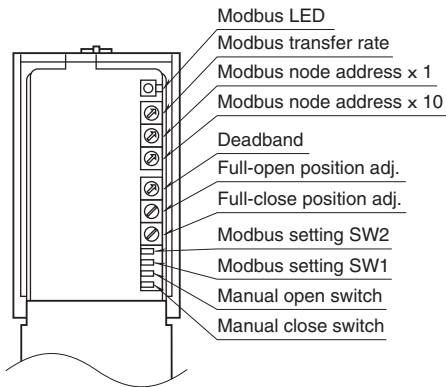 Modbus LED
Modbus transfer rate
Modbus node address x 1
Modbus node address x 10
Deadband
Full-open position adj.
Full-close position adj.
Modbus setting SW2
Modbus setting SW1
Manual open switch
Manual close switch